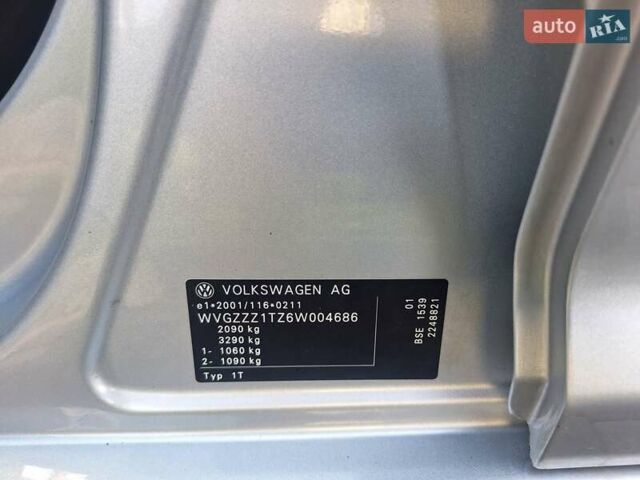 auto RIA .com
VOLKSWAGEN AG
e1*2001/116*0211
WVGZZZ1TZ6W004686
2090 kg
3290 kg
1- 1060 kg
2- 1090 kg
Typ 1T
01
BSE 1539
2248821